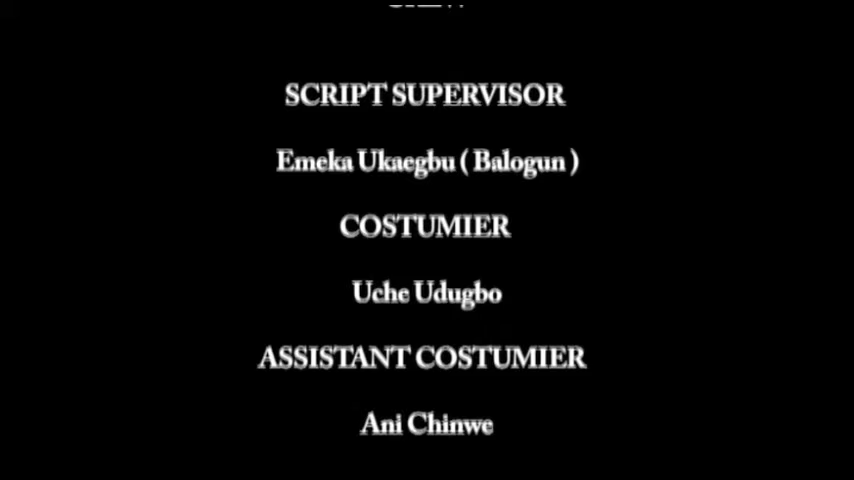 SCRIPT SUPERVISOR
Emeka Ukaegbu ( Balogun )
COSTUMIER
Uche Udugbo
ASSISTANT COSTUMIER
Ani Chinwe